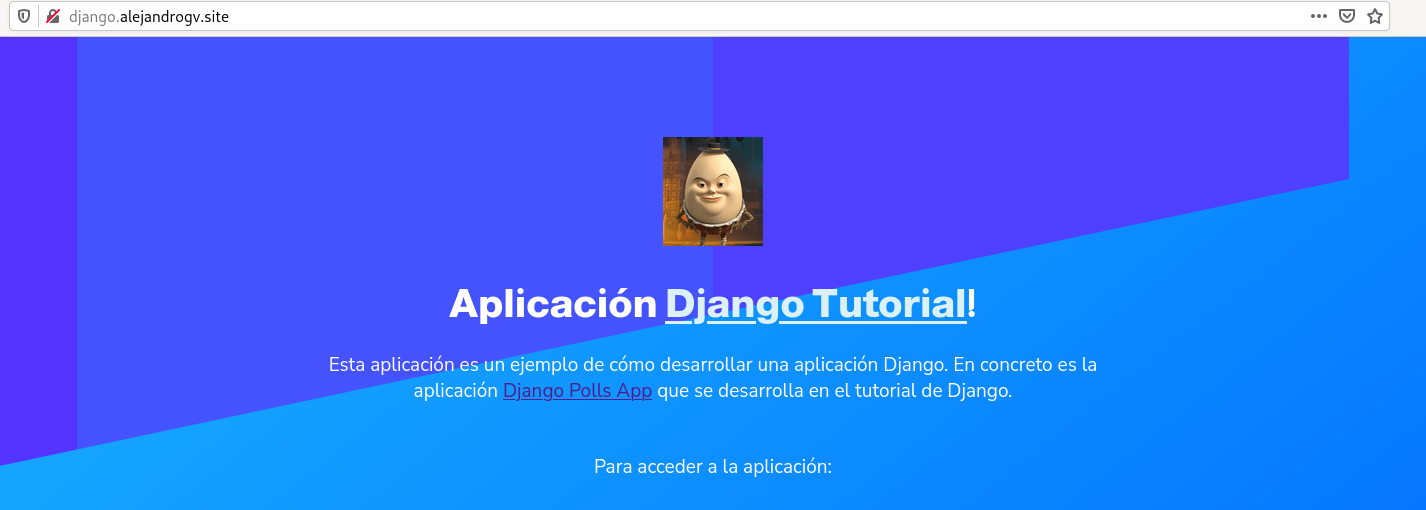 django.alejandrogv.site
Aplicación Django Tutorial!
Esta aplicación es un ejemplo de cómo desarrollar una aplicación Django. En concreto es la
aplicación Django Polls App que se desarrolla en el tutorial de Django.
Para acceder a la aplicación: